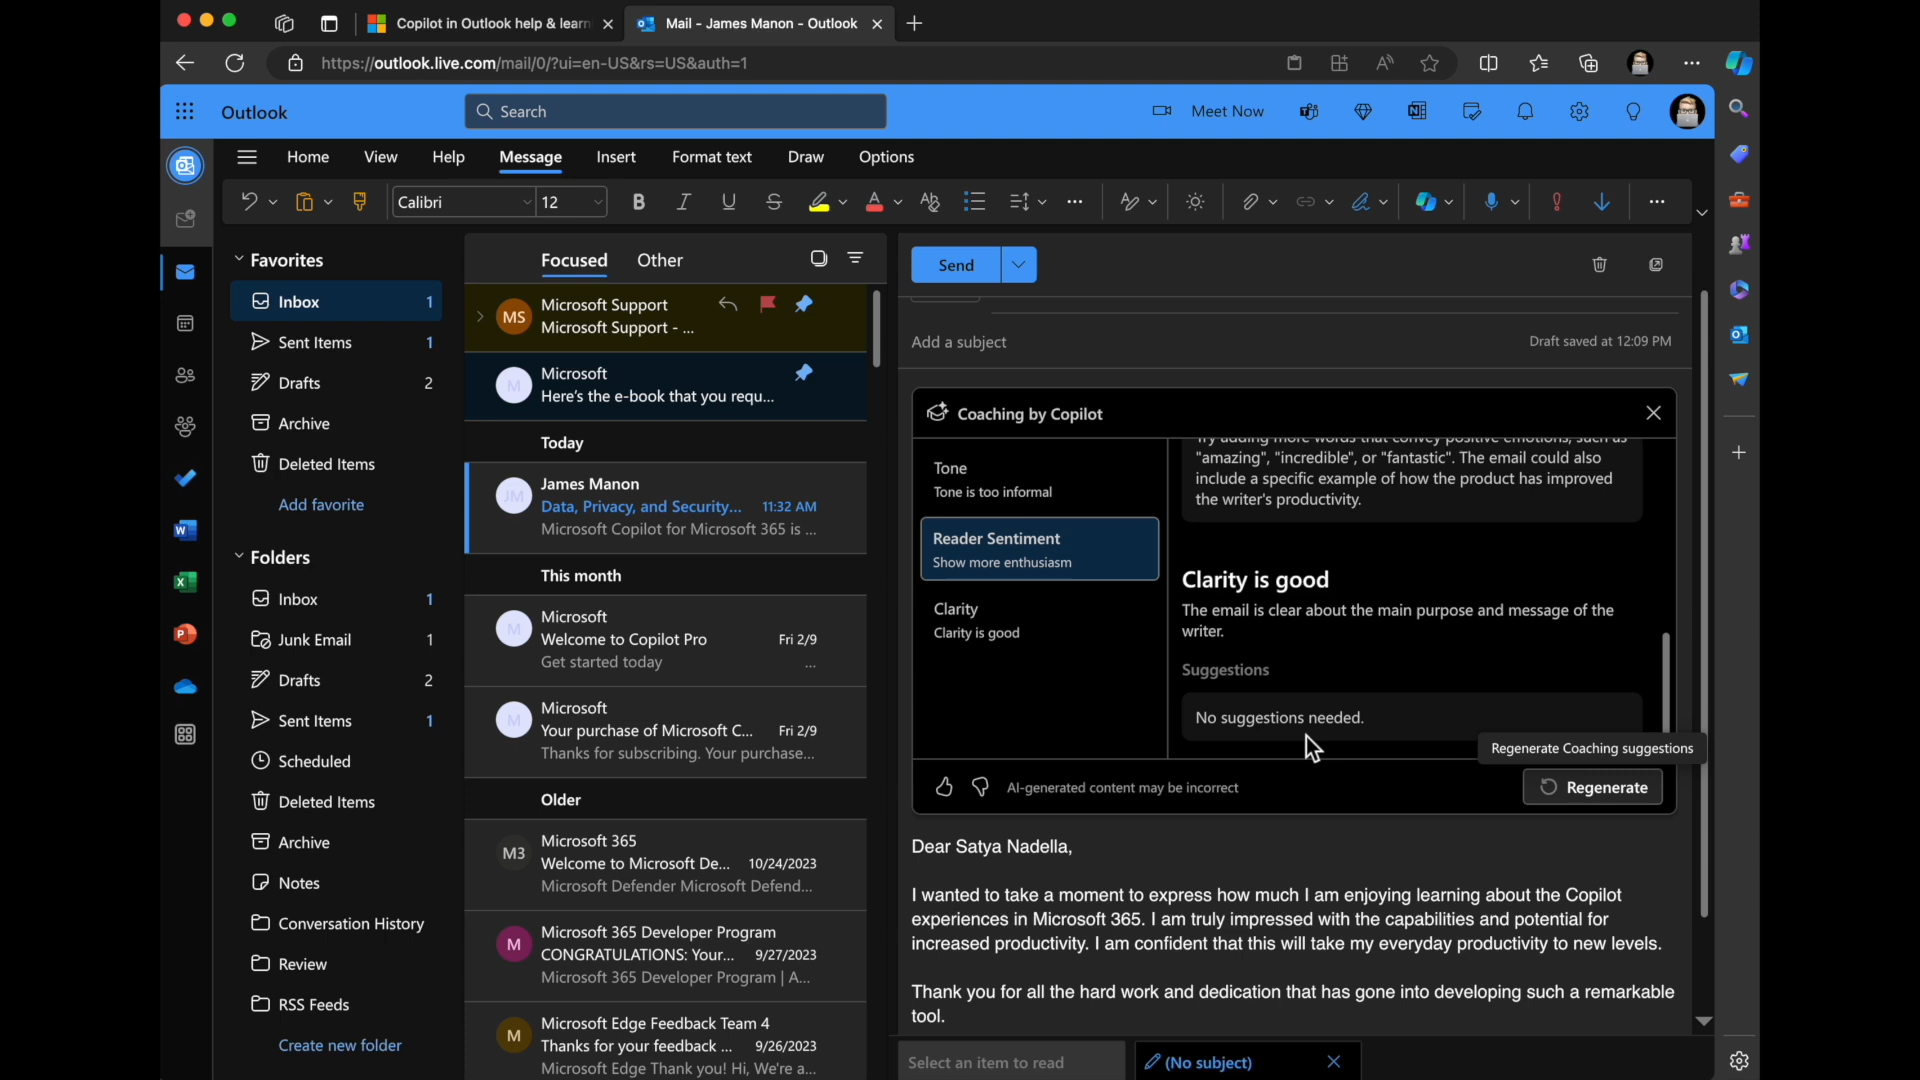 Copilot in Outlook help & learn
Mail - James Manon - Outlook
https://outlook.live.com/mail/0/?ui=en-US&rs=US&auth=1
Outlook
Search
Meet Now
Home View Help Message Insert Format text Draw Options
Calibri 12
Favorites
Inbox 1
Sent Items 1
Drafts 2
Archive
Deleted Items
Add favorite
Folders
Inbox 1
Junk Email 1
Drafts 2
Sent Items 1
Scheduled
Deleted Items
Archive
Notes
Conversation History
Review
RSS Feeds
Create new folder
Focused Other
MS
Microsoft Support
Microsoft Support - ...
M
Microsoft
Here's the e-book that you requ...
Today
JM
James Manon
Data, Privacy, and Security... 11:32 AM
Microsoft Copilot for Microsoft 365 is ...
This month
M
Microsoft
Welcome to Copilot Pro Fri 2/9
Get started today ...
M
Microsoft
Your purchase of Microsoft C... Fri 2/9
Thanks for subscribing. Your purchase...
Older
M3
Microsoft 365
Welcome to Microsoft De... 10/24/2023
Microsoft Defender Microsoft Defend...
M
Microsoft 365 Developer Program
CONGRATULATIONS: Your... 9/27/2023
Microsoft 365 Developer Program | A...
M
Microsoft Edge Feedback Team 4
Thanks for your feedback ... 9/26/2023
Microsoft Edge Thank you! Hi, We're a...
Send
Add a subject
Draft saved at 12:09 PM
Coaching by Copilot
Tone
Tone is too informal
Reader Sentiment
Show more enthusiasm
Clarity
Clarity is good
Try adding more words that convey positive emotions, such as
"amazing", "incredible", or "fantastic". The email could also
include a specific example of how the product has improved
the writer's productivity.
Clarity is good
The email is clear about the main purpose and message of the
writer.
Suggestions
No suggestions needed.
Regenerate Coaching suggestions
AI-generated content may be incorrect
Regenerate
Dear Satya Nadella,
I wanted to take a moment to express how much I am enjoying learning about the Copilot
experiences in Microsoft 365. I am truly impressed with the capabilities and potential for
increased productivity. I am confident that this will take my everyday productivity to new levels.
Thank you for all the hard work and dedication that has gone into developing such a remarkable
tool.
Select an item to read
(No subject)